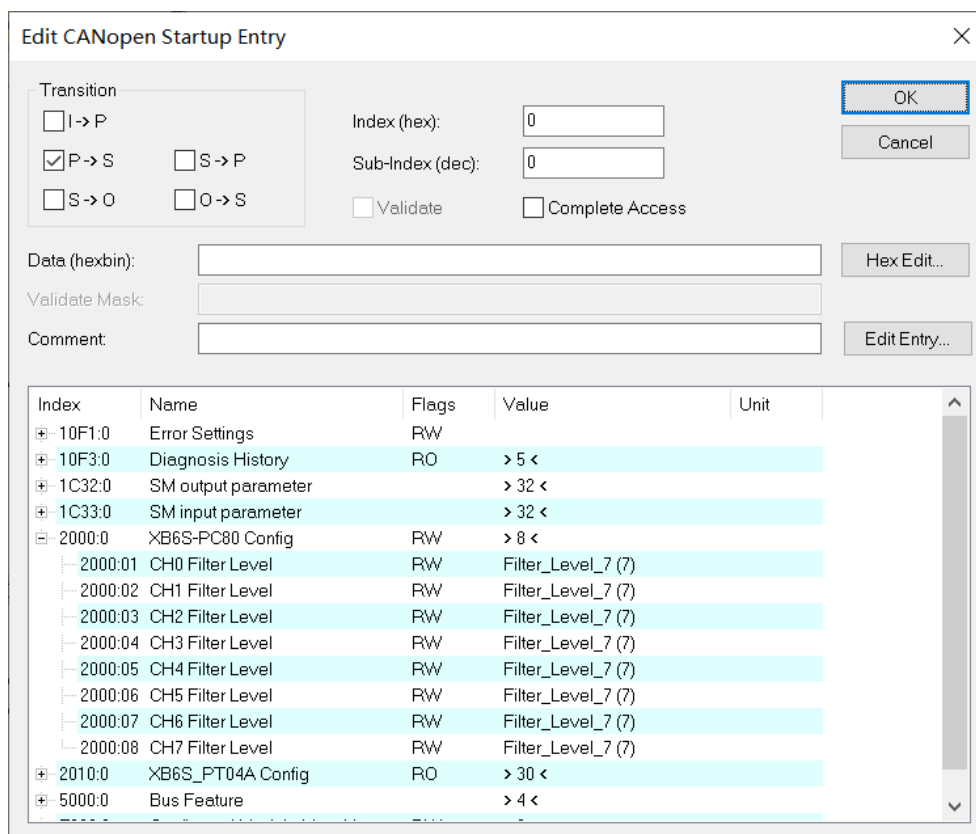 Edit CANopen Startup Entry
Transition
I -> P
P -> S
S -> P
S -> O
O -> S
Index (hex):
0
Sub-Index (dec):
0
Validate
Complete Access
OK
Cancel
Data (hexbin):
Hex Edit...
Validate Mask:
Comment:
Edit Entry...
Index Name Flags Value Unit
10F1:0 Error Settings RW
10F3:0 Diagnosis History RO > 5 <
1C32:0 SM output parameter > 32 <
1C33:0 SM input parameter > 32 <
2000:0 XB6S-PC80 Config RW > 8 <
2000:01 CH0 Filter Level RW Filter_Level_7 (7)
2000:02 CH1 Filter Level RW Filter_Level_7 (7)
2000:03 CH2 Filter Level RW Filter_Level_7 (7)
2000:04 CH3 Filter Level RW Filter_Level_7 (7)
2000:05 CH4 Filter Level RW Filter_Level_7 (7)
2000:06 CH5 Filter Level RW Filter_Level_7 (7)
2000:07 CH6 Filter Level RW Filter_Level_7 (7)
2000:08 CH7 Filter Level RW Filter_Level_7 (7)
2010:0 XB6S_PT04A Config RO > 30 <
5000:0 Bus Feature > 4 <